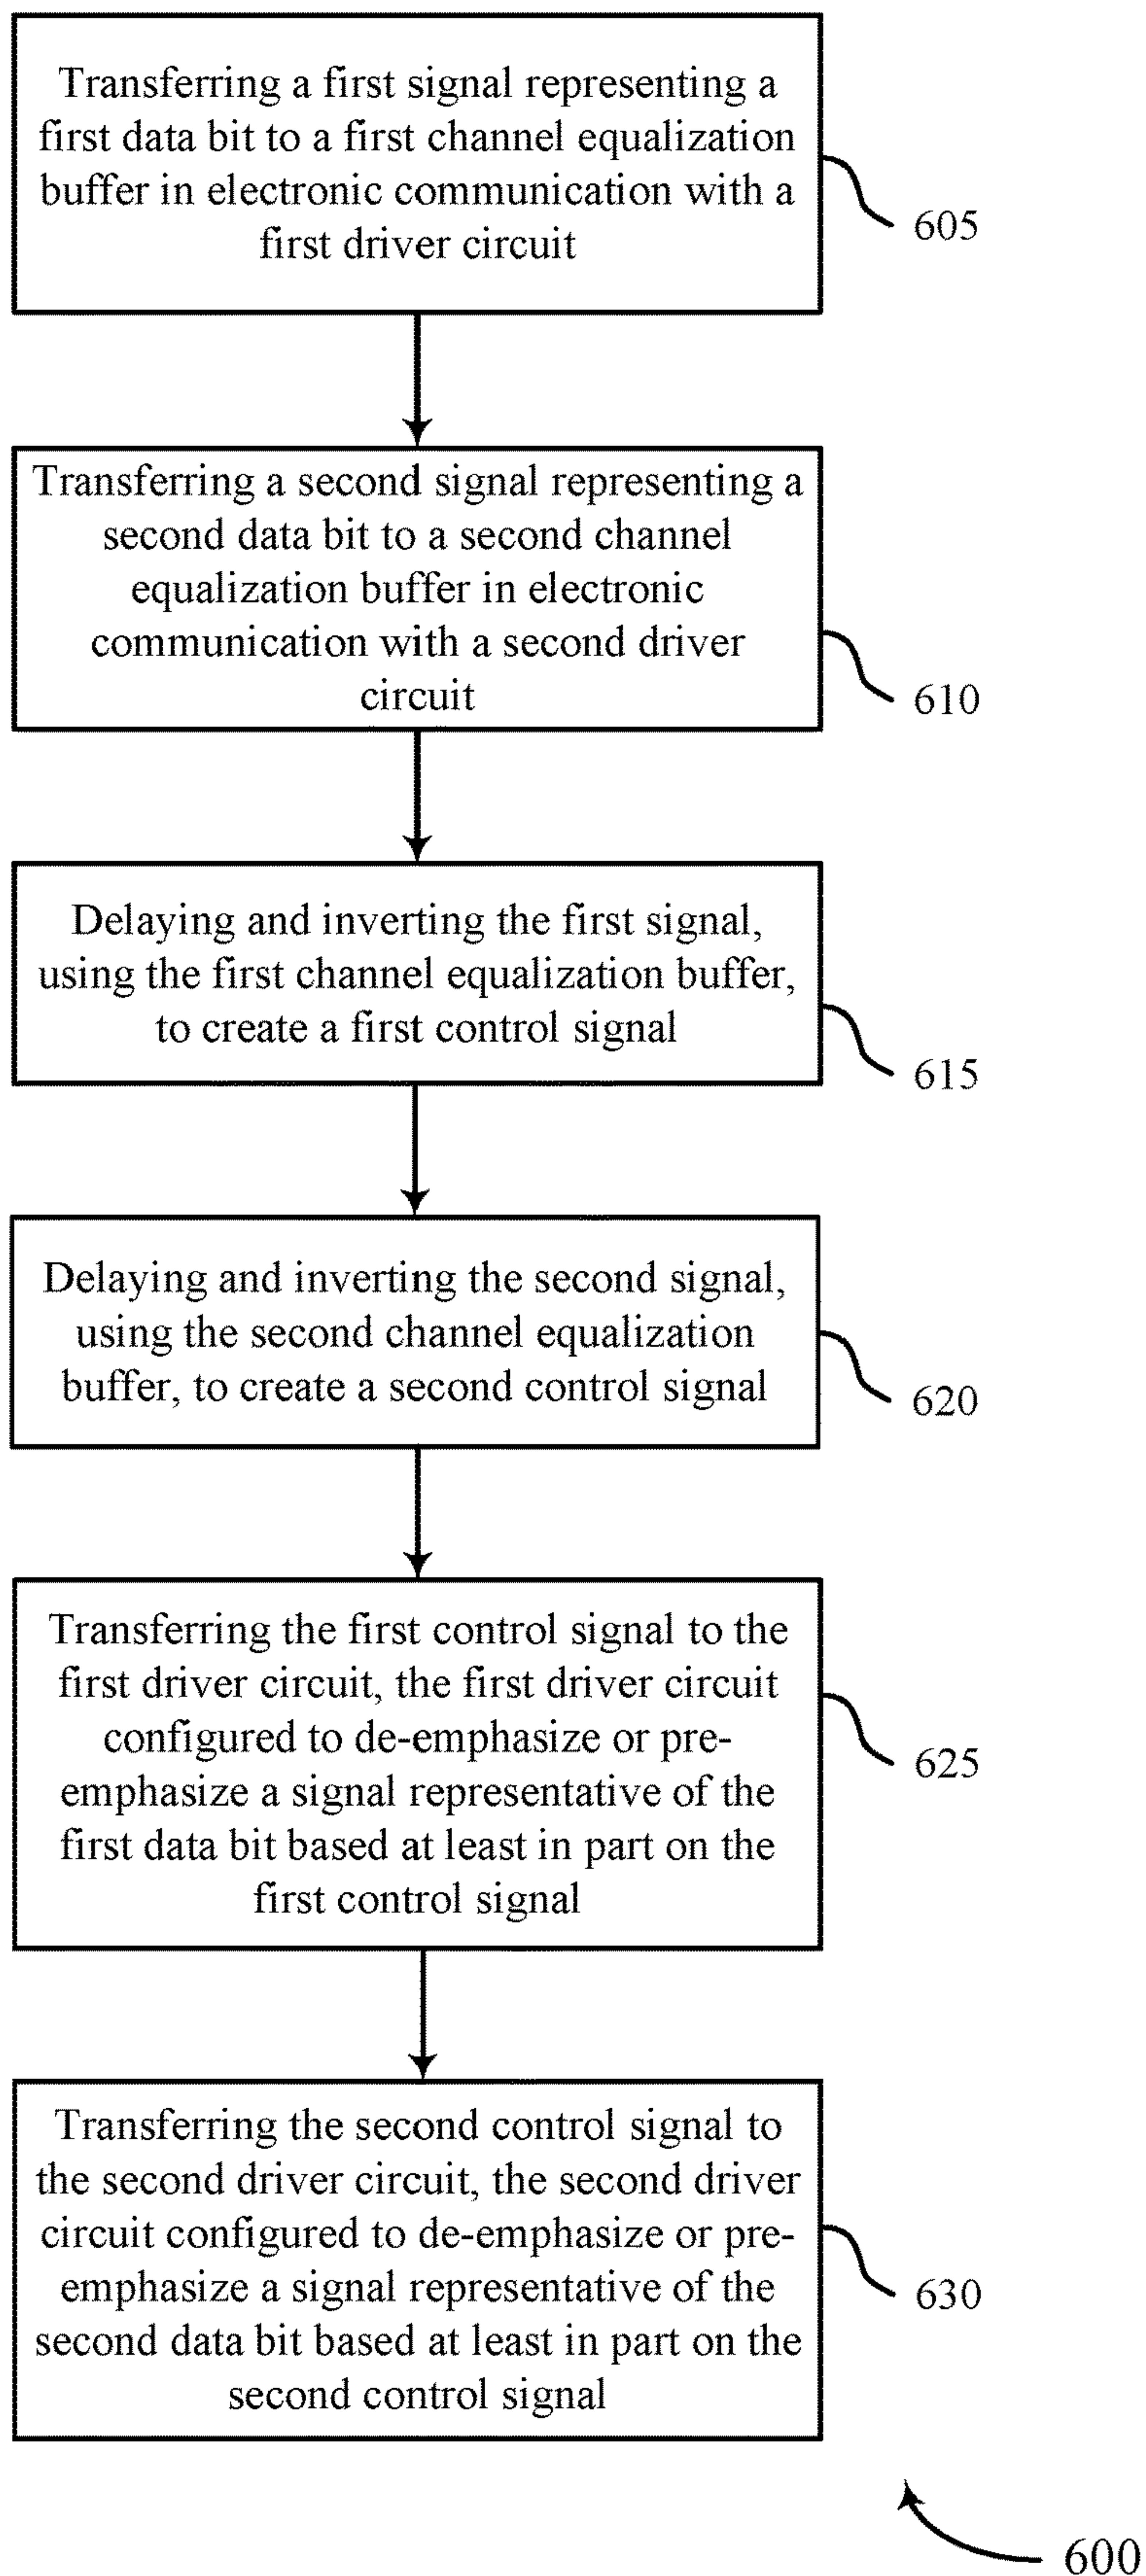 Transferring a first signal representing a
first data bit to a first channel equalization
buffer in electronic communication with a
first driver circuit
605
Transferring a second signal representing a
second data bit to a second channel
equalization buffer in electronic
communication with a second driver
circuit
610
Delaying and inverting the first signal,
using the first channel equalization buffer,
to create a first control signal
615
Delaying and inverting the second signal,
using the second channel equalization
buffer, to create a second control signal
620
Transferring the first control signal to the
first driver circuit, the first driver circuit
configured to de-emphasize or pre-
emphasize a signal representative of the
first data bit based at least in part on the
first control signal
625
Transferring the second control signal to
the second driver circuit, the second driver
circuit configured to de-emphasize or pre-
emphasize a signal representative of the
second data bit based at least in part on the
second control signal
630
600